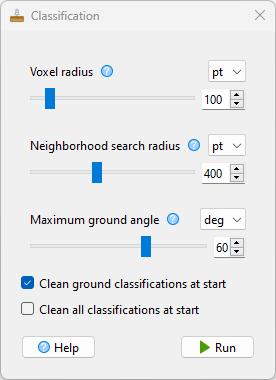 Classification
Voxel radius ? pt
100
Neighborhood search radius ? pt
400
Maximum ground angle ? deg
60
Clean ground classifications at start
Clean all classifications at start
? Help Run